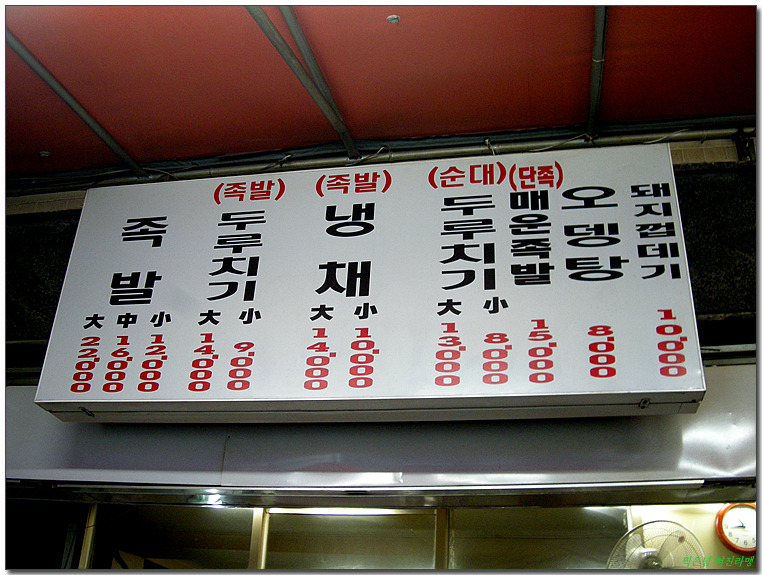 족발
大 中 小
22,000 16,000 12,000
(족발)
두루치기
大 小
14,000 9,000
(족발)
냉채
大 小
14,000 10,000
(순대)
두루치기
大 小
13,000 8,000
(단족)
매운족발
15,000
오뎅탕
8,000
돼지껍데기
10,000